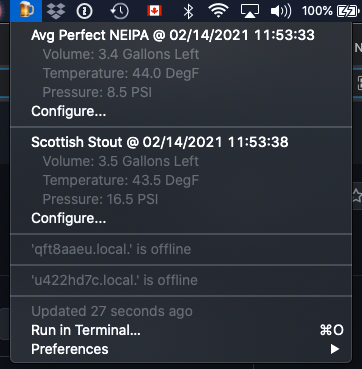 100%
Avg Perfect NEIPA @ 02/14/2021 11:53:33
Volume: 3.4 Gallons Left
Temperature: 44.0 DegF
Pressure: 8.5 PSI
Configure...
Scottish Stout @ 02/14/2021 11:53:38
Volume: 3.5 Gallons Left
Temperature: 43.5 DegF
Pressure: 16.5 PSI
Configure...
'qft8aaeu.local.' is offline
'u422hd7c.local.' is offline
Updated 27 seconds ago
Run in Terminal... ⌘O
Preferences